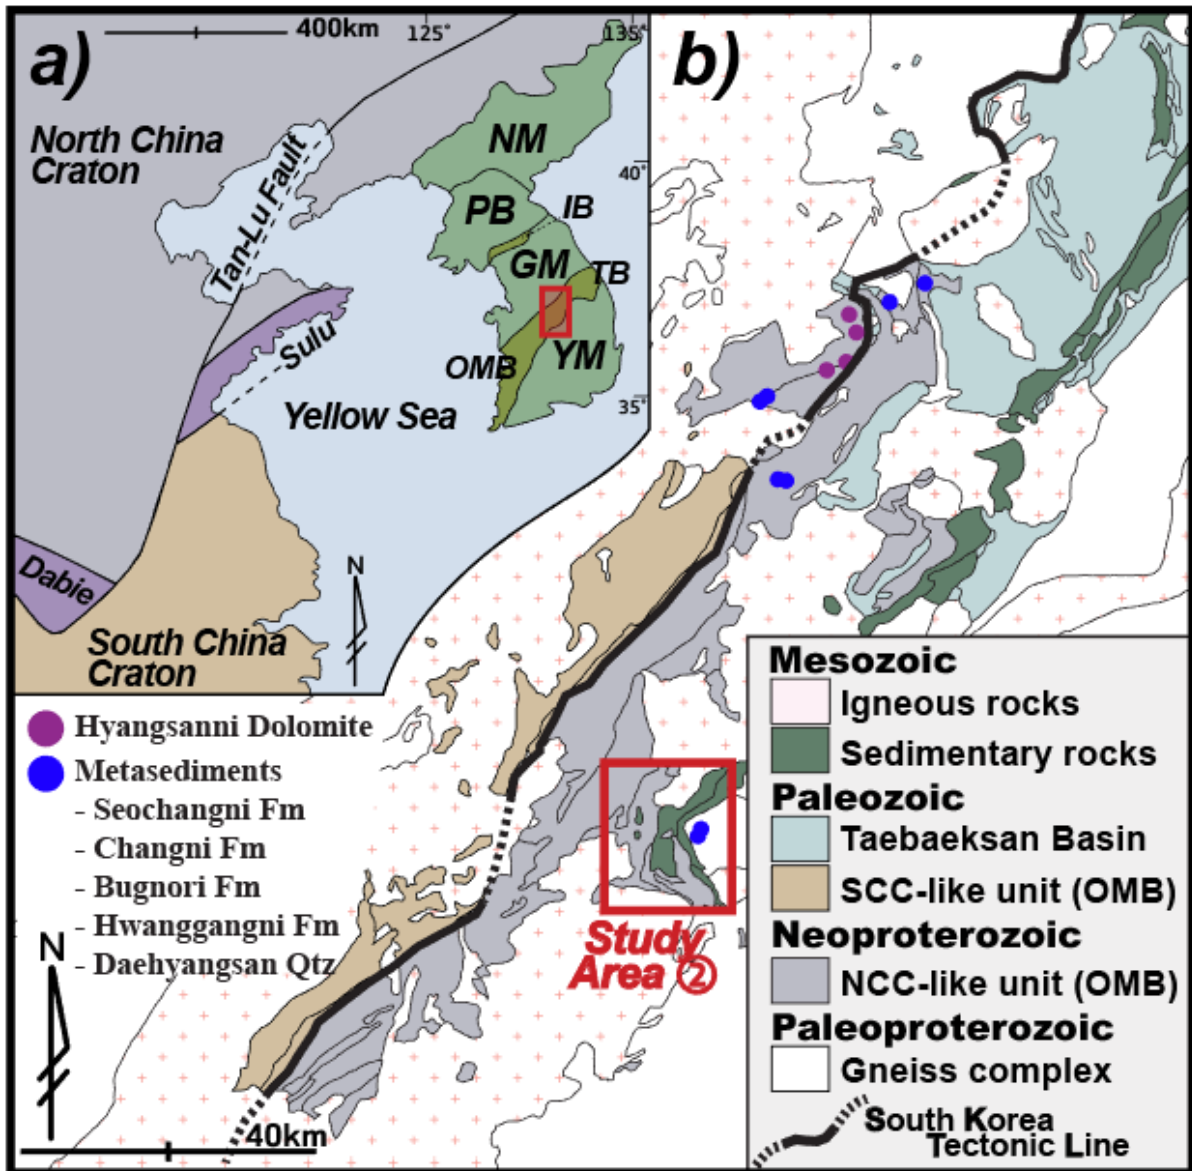 a)
400km
125°
135°
b)
North China
Craton
Tan-Lu Fault
NM
40°
PB
IB
GM
TB
OMB
YM
Sulu
Yellow Sea
35°
Dabie
N
South China
Craton
Hyangsanni Dolomite
Metasediments
- Seochangni Fm
- Changni Fm
- Bugnori Fm
- Hwanggangni Fm
- Daehyangsan Qtz
N
40km
Study
Area ②
Mesozoic
Igneous rocks
Sedimentary rocks
Paleozoic
Taebaeksan Basin
SCC-like unit (OMB)
Neoproterozoic
NCC-like unit (OMB)
Paleoproterozoic
Gneiss complex
South Korea
Tectonic Line